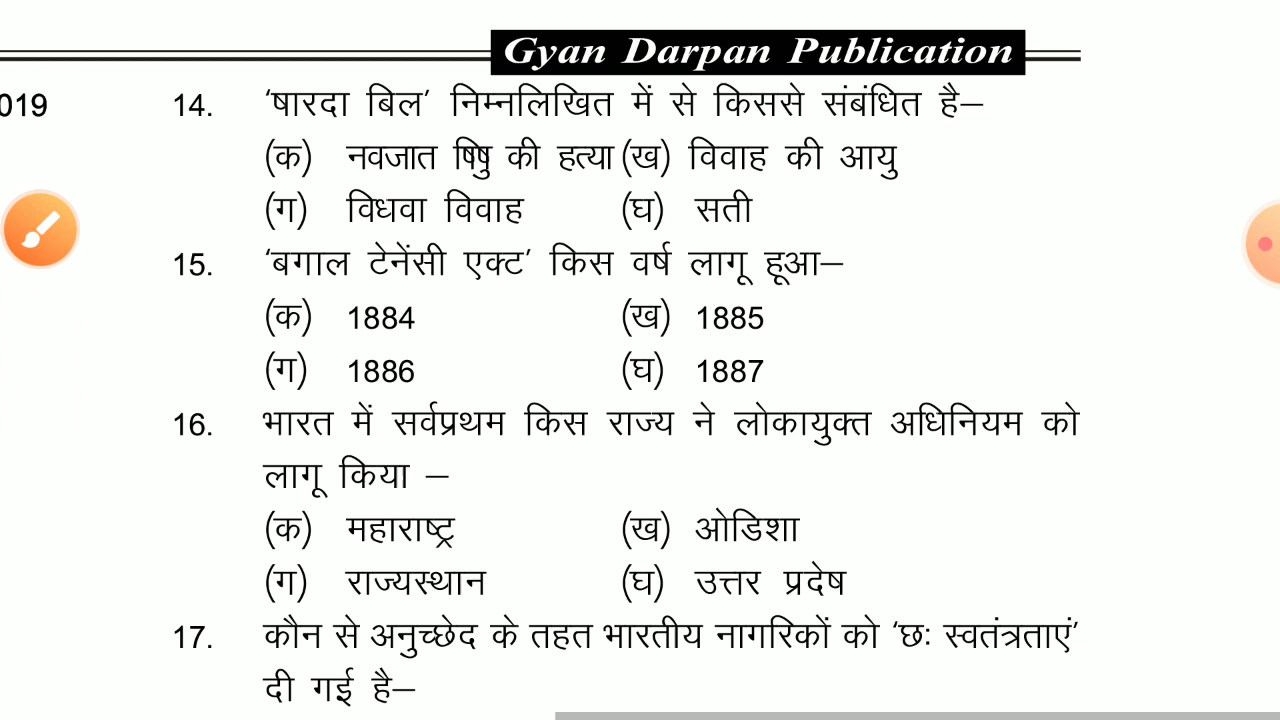 Gyan Darpan Publication
019
14. ‘षारदा बिल’ निम्नलिखित में से किससे संबंधित है–
(क) नवजात षिषु की हत्या (ख) विवाह की आयु
(ग) विधवा विवाह (घ) सती
15. ‘बगाल टेनेंसी एक्ट’ किस वर्ष लागू हूआ–
(क) 1884 (ख) 1885
(ग) 1886 (घ) 1887
16. भारत में सर्वप्रथम किस राज्य ने लोकायुक्त अधिनियम को
लागू किया –
(क) महाराष्ट्र (ख) ओडिशा
(ग) राज्यस्थान (घ) उत्तर प्रदेष
17. कौन से अनुच्छेद के तहत भारतीय नागरिकों को ‘छः स्वतंत्रताएं’
दी गई है–